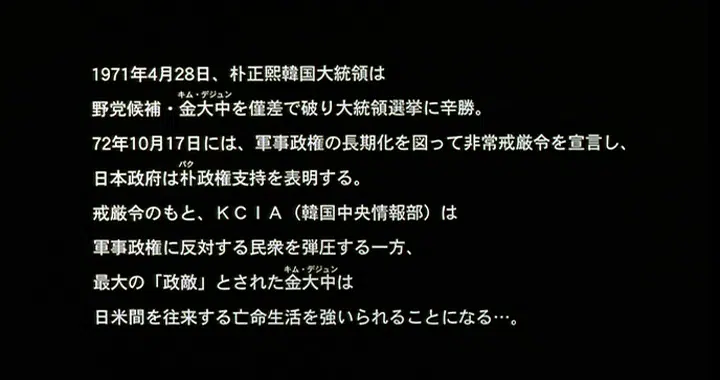 1971年4月28日、朴正熙韓国大統領は
キム・デジュン
野党候補・金大中を僅差で破り大統領選挙に辛勝。
72年10月17日には、軍事政権の長期化を図って非常戒厳令を宣言し、
パク
日本政府は朴政権支持を表明する。
戒厳令のもと、ＫＣＩＡ（韓国中央情報部）は
軍事政権に反対する民衆を弾圧する一方、
キム・デジュン
最大の「政敵」とされた金大中は
日米間を往来する亡命生活を強いられることになる…。